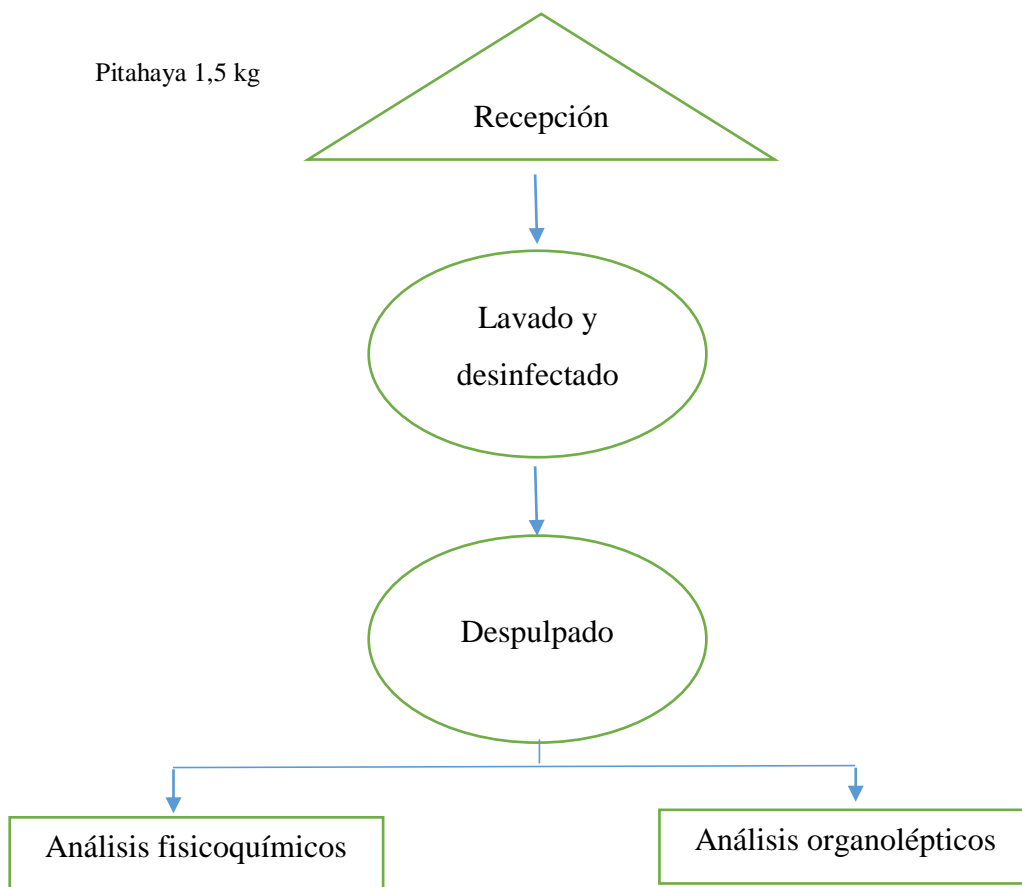 Pitahaya 1,5 kg
Recepción
Lavado y
desinfectado
Despulpado
Análisis fisicoquímicos
Análisis organolépticos